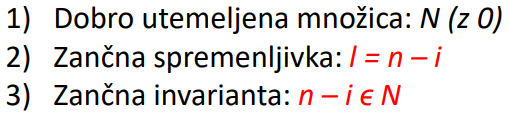 1) Dobro utemeljena množica: N (z 0)
2) Zančna spremenljivka: l = n – i
3) Zančna invarianta: n – i ϵ N